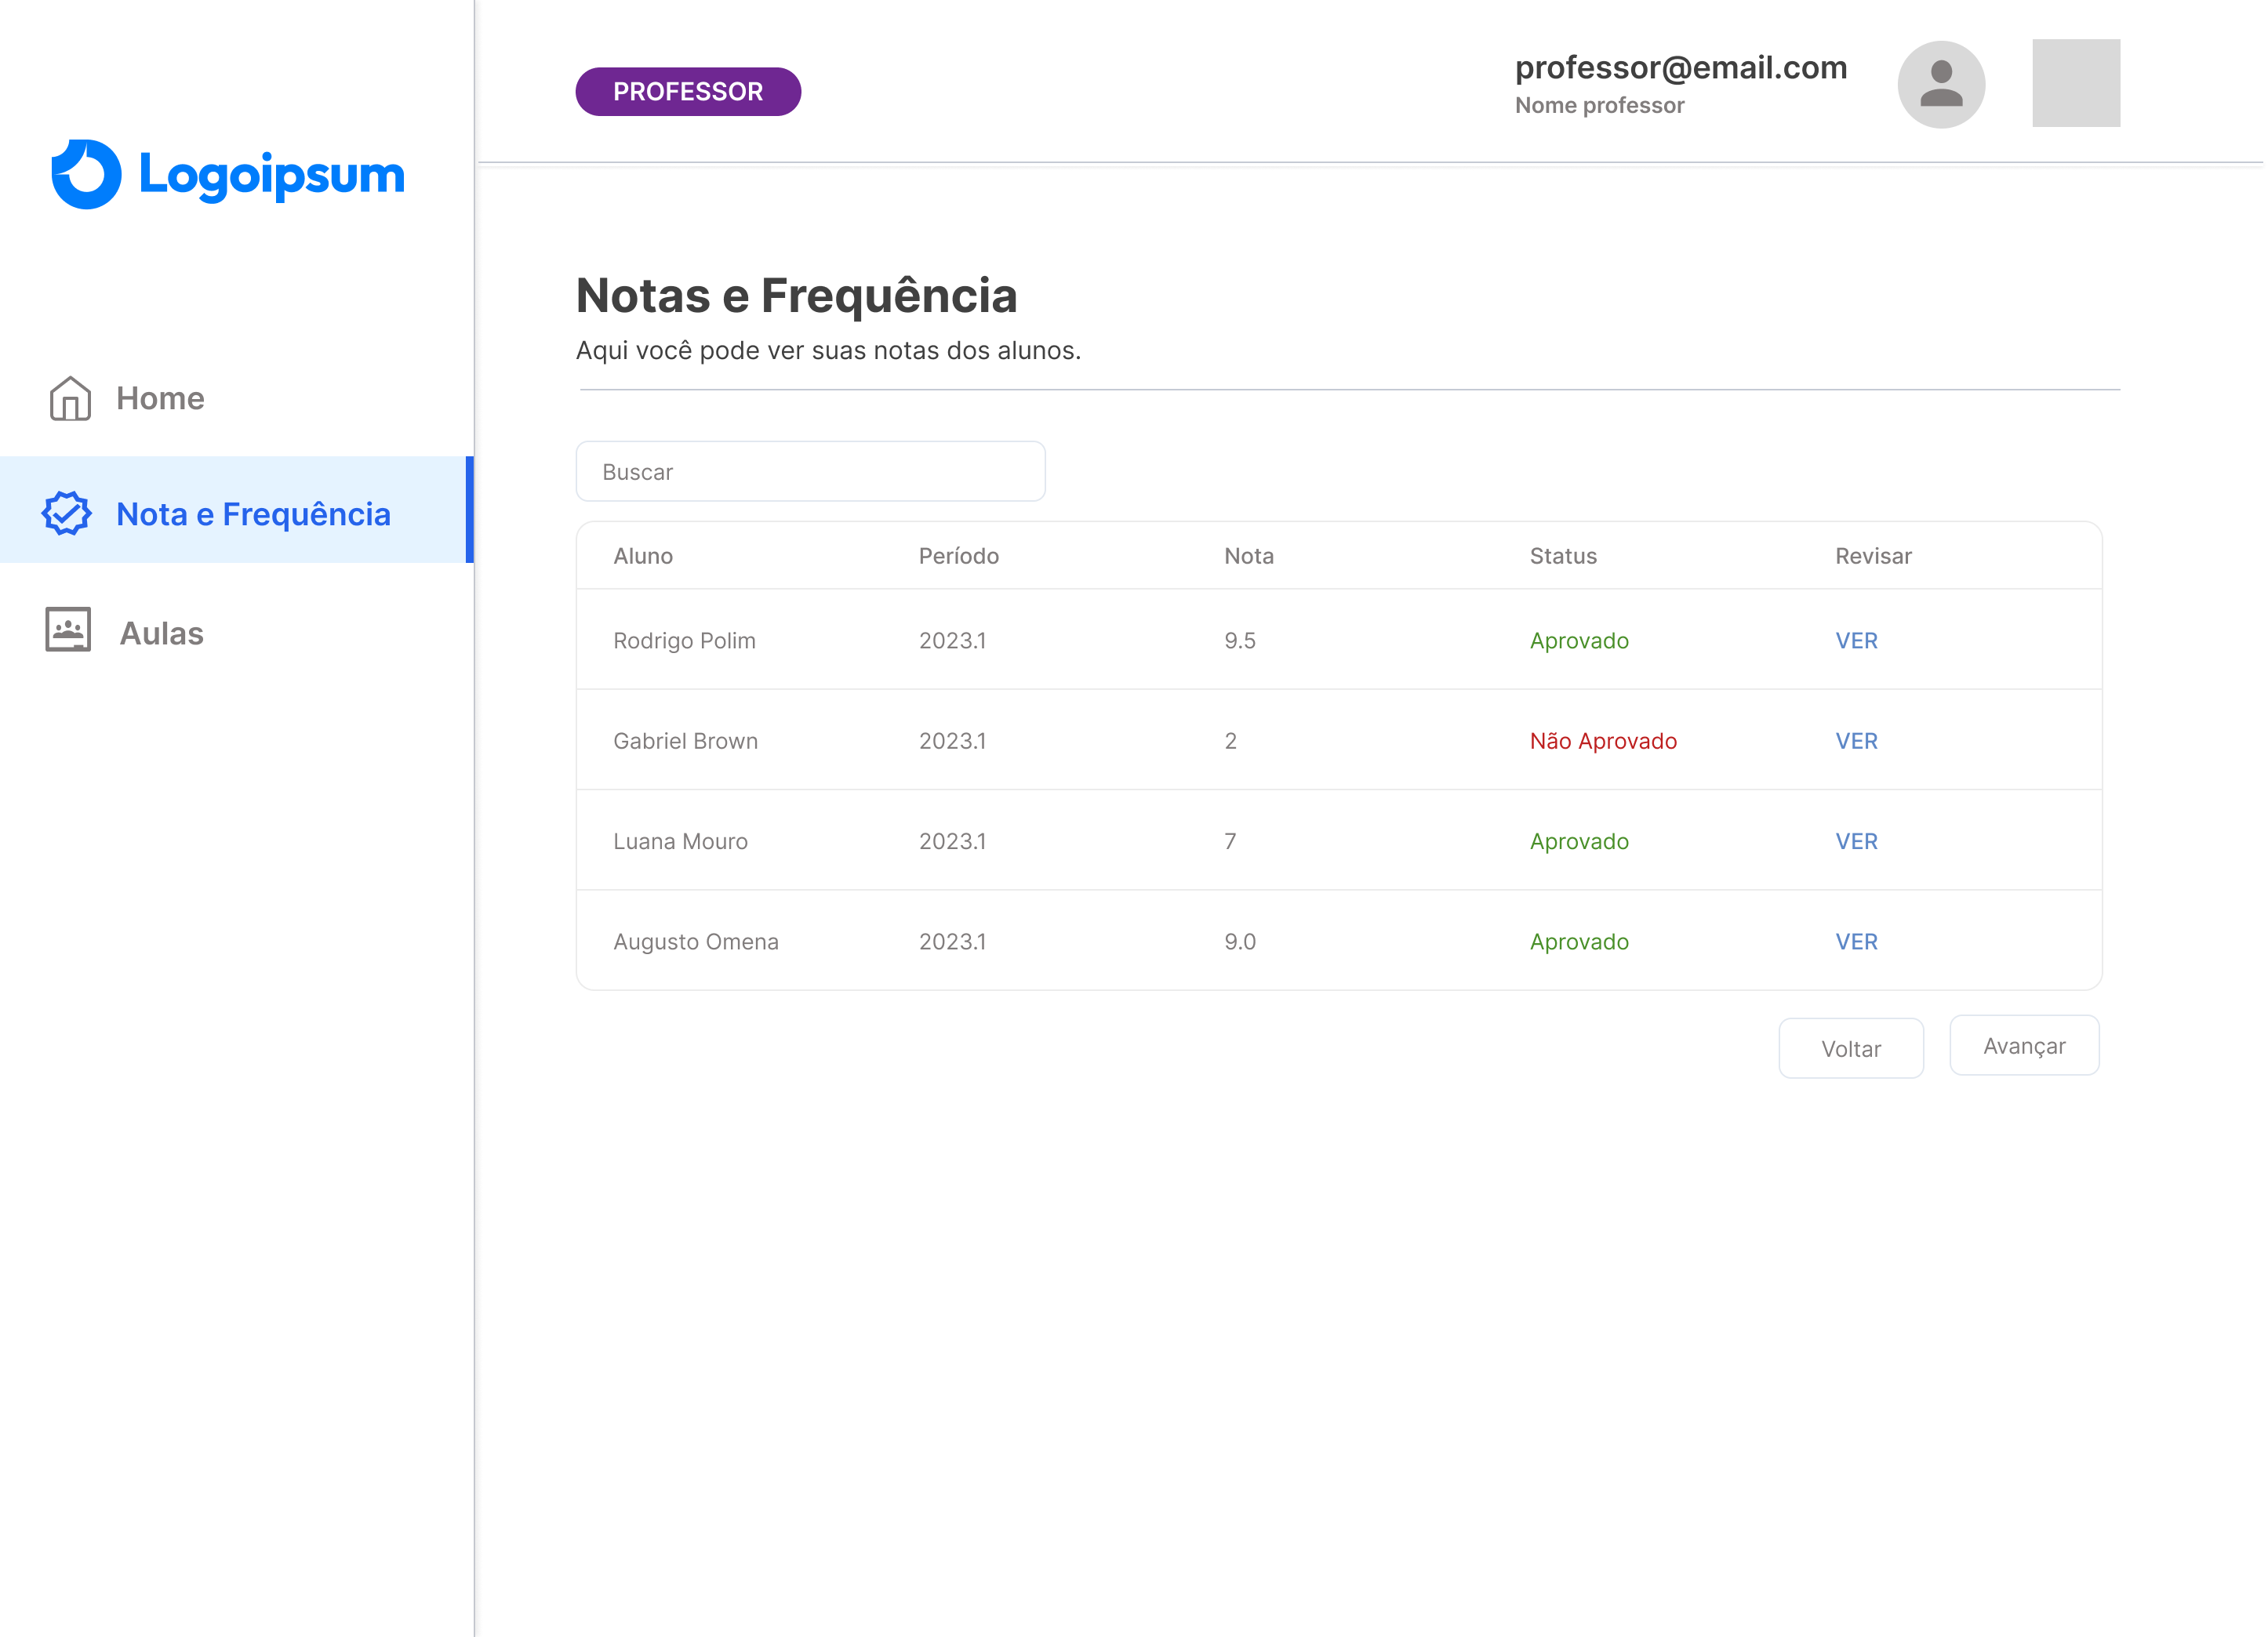 Logoipsum
Home
Nota e Frequência
Aulas
PROFESSOR
professor@email.com
Nome professor
Notas e Frequência
Aqui você pode ver suas notas dos alunos.
Buscar
Aluno Período Nota Status Revisar
Rodrigo Polim 2023.1 9.5 Aprovado VER
Gabriel Brown 2023.1 2 Não Aprovado VER
Luana Mouro 2023.1 7 Aprovado VER
Augusto Omena 2023.1 9.0 Aprovado VER
Voltar Avançar